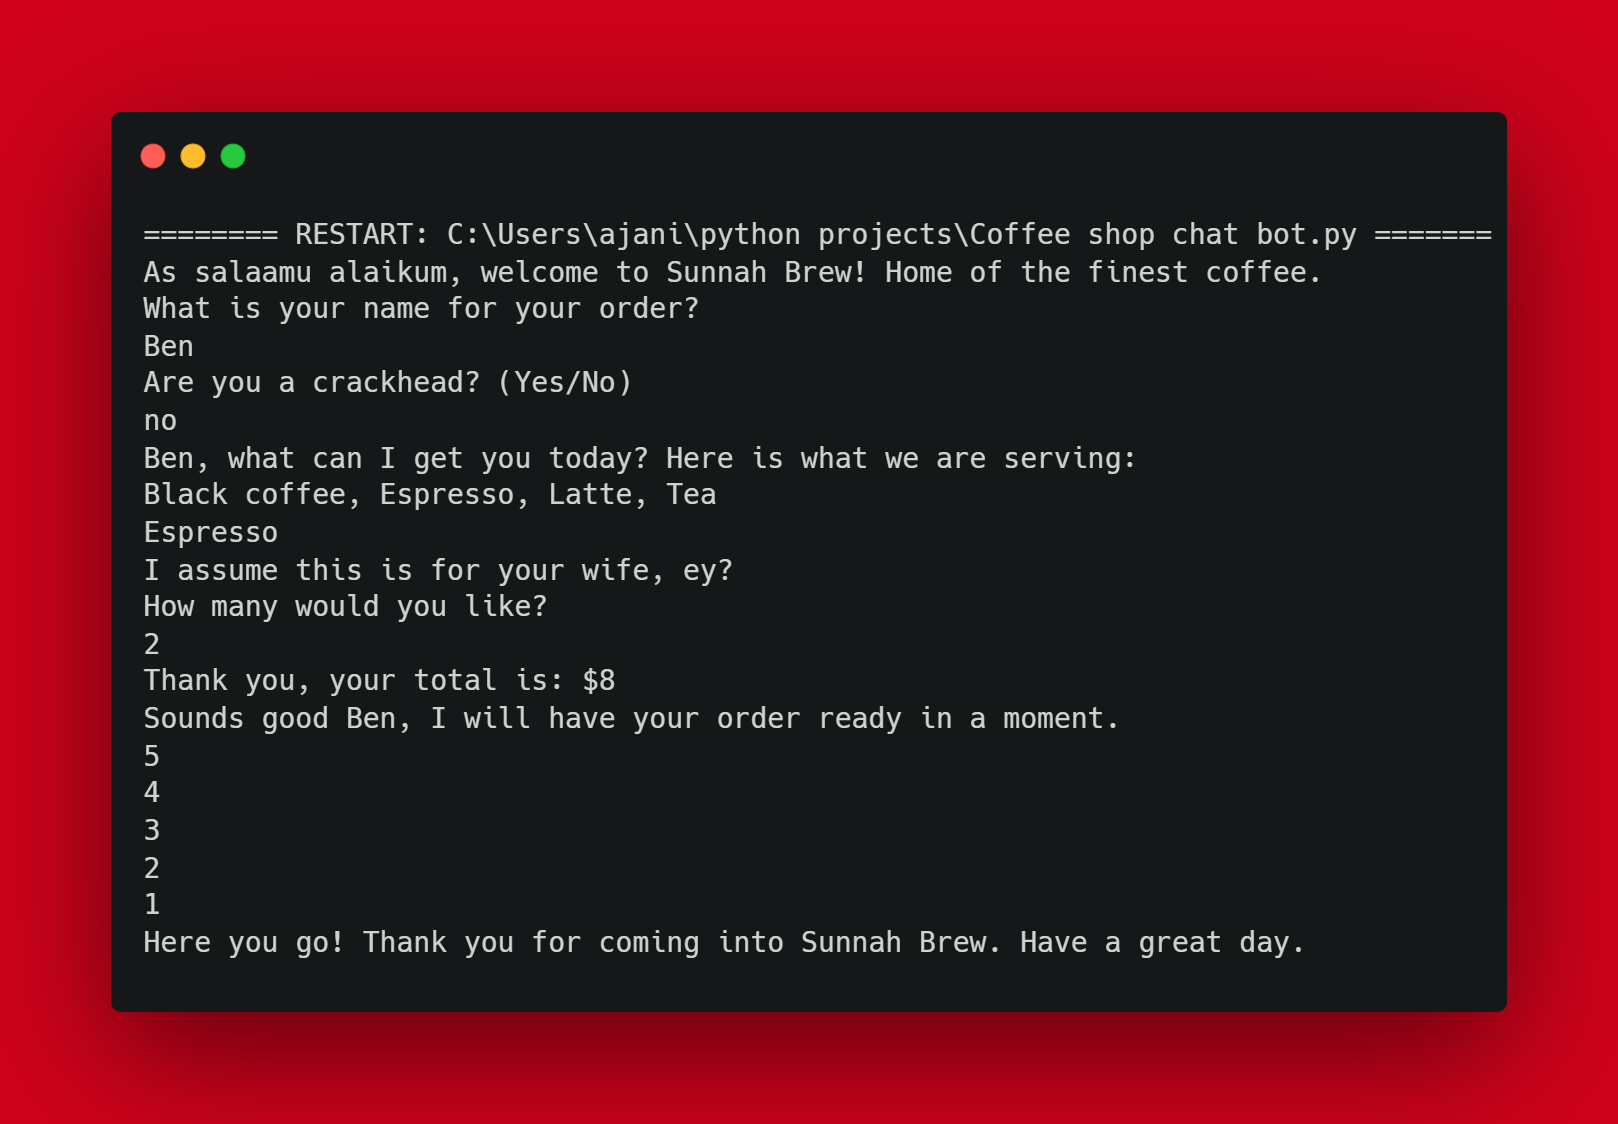 ======== RESTART: C:\Users\ajani\python projects\Coffee shop chat bot.py =======
As salaamu alaikum, welcome to Sunnah Brew! Home of the finest coffee.
What is your name for your order?
Ben
Are you a crackhead? (Yes/No)
no
Ben, what can I get you today? Here is what we are serving:
Black coffee, Espresso, Latte, Tea
Espresso
I assume this is for your wife, ey?
How many would you like?
2
Thank you, your total is: $8
Sounds good Ben, I will have your order ready in a moment.
5
4
3
2
1
Here you go! Thank you for coming into Sunnah Brew. Have a great day.